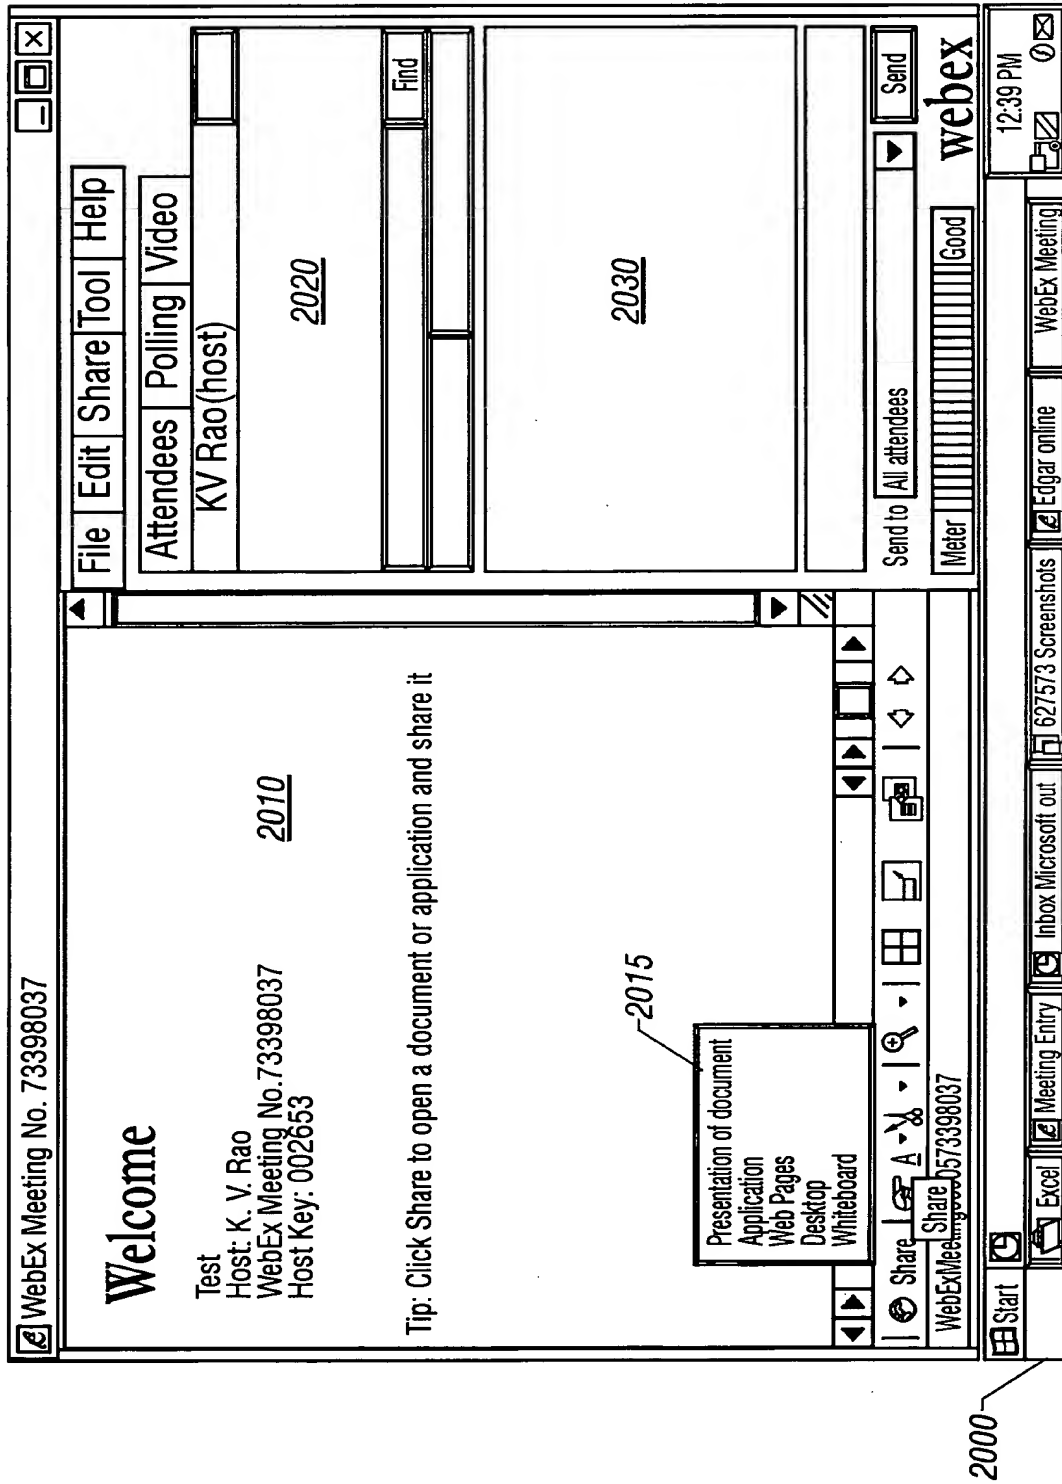 WebEx Meeting No. 73398037
File Edit Share Tool Help
Welcome
Test
Host: K. V. Rao
WebEx Meeting No.73398037
Host Key: 002653
2010
Tip: Click Share to open a document or application and share it
2015
Presentation of document
Application
Web Pages
Desktop
Whiteboard
Share
A
Share
Attendees Polling Video
KV Rao(host)
2020
Find
2030
Send to All attendees Send
Meter Good
webex
Start
12:39 PM
Excel Meeting Entry Inbox Microsoft out 627573 Screenshots Edgar online WebEx Meeting
2000